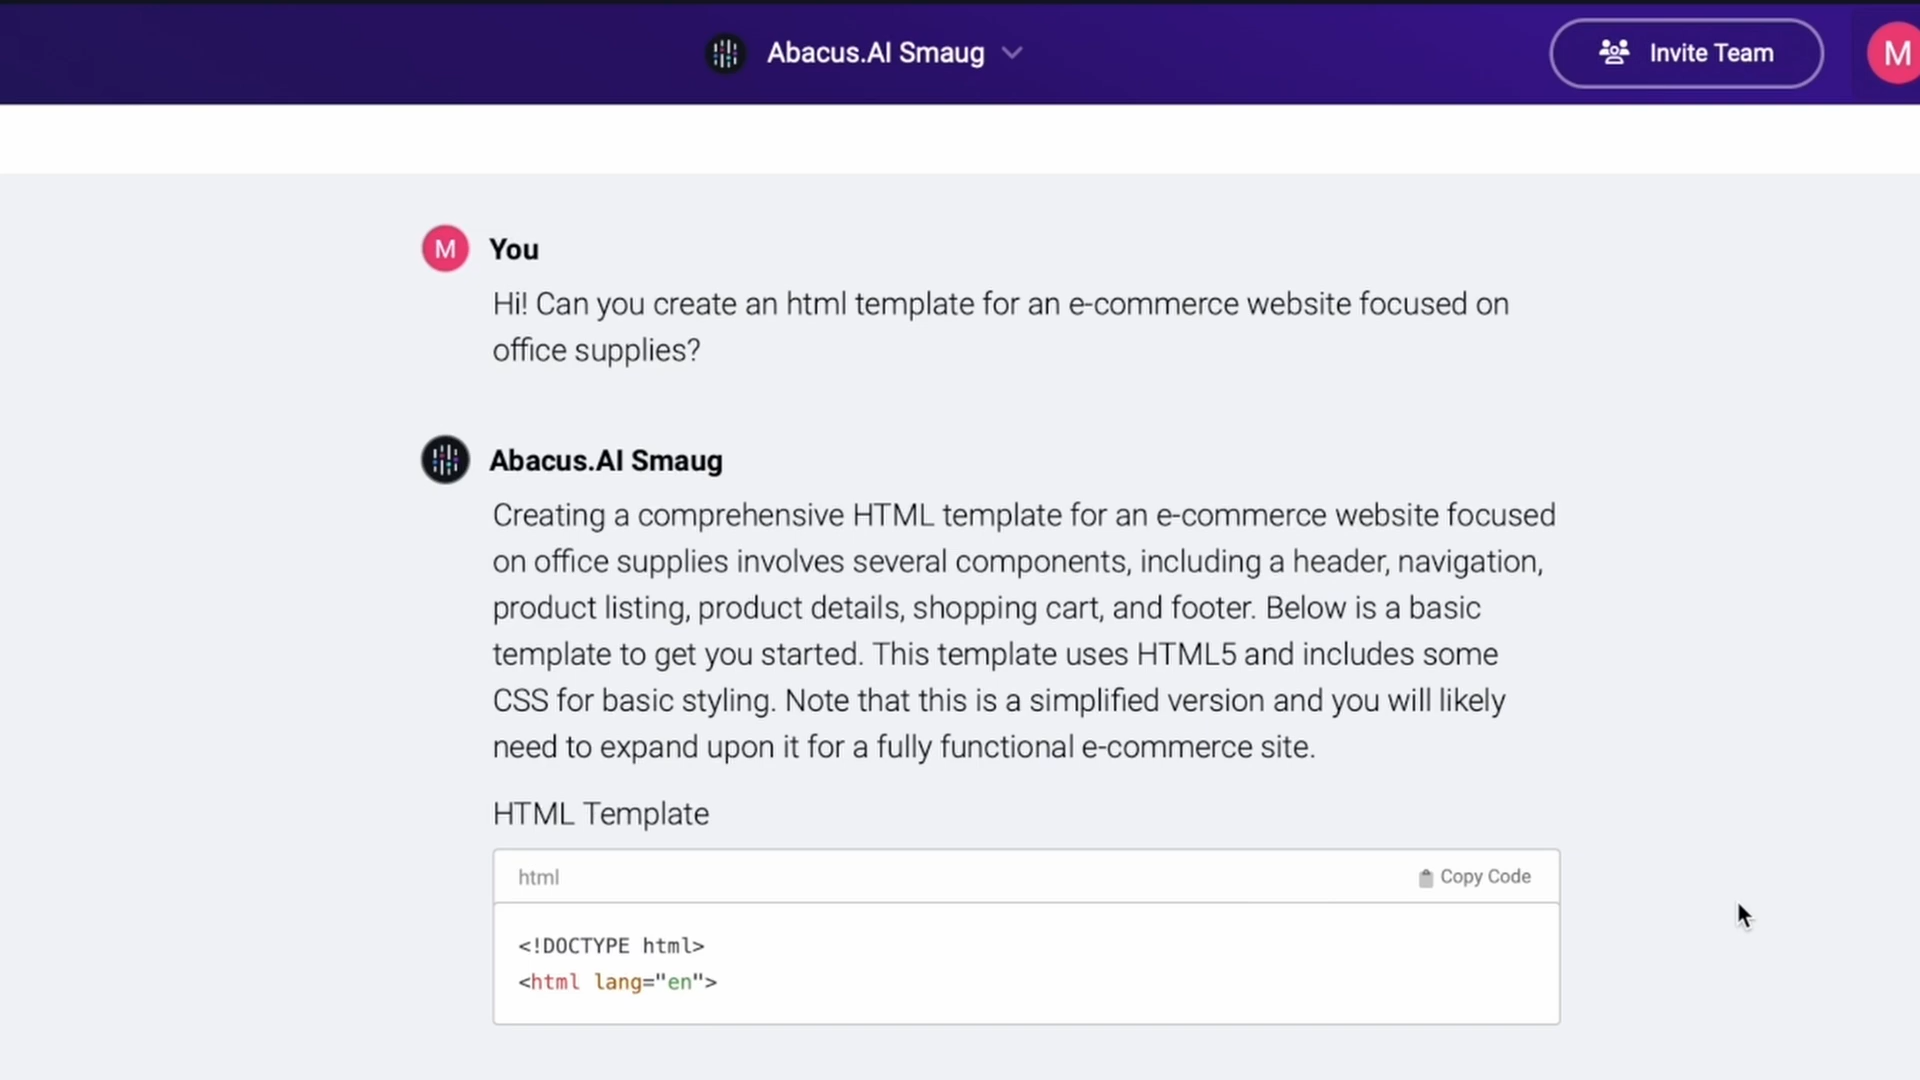 Abacus.AI Smaug
Invite Team
M
M
You
Hi! Can you create an html template for an e-commerce website focused on
office supplies?
Abacus.AI Smaug
Creating a comprehensive HTML template for an e-commerce website focused
on office supplies involves several components, including a header, navigation,
product listing, product details, shopping cart, and footer. Below is a basic
template to get you started. This template uses HTML5 and includes some
CSS for basic styling. Note that this is a simplified version and you will likely
need to expand upon it for a fully functional e-commerce site.
HTML Template
html
Copy Code
<!DOCTYPE html>
<html lang="en">